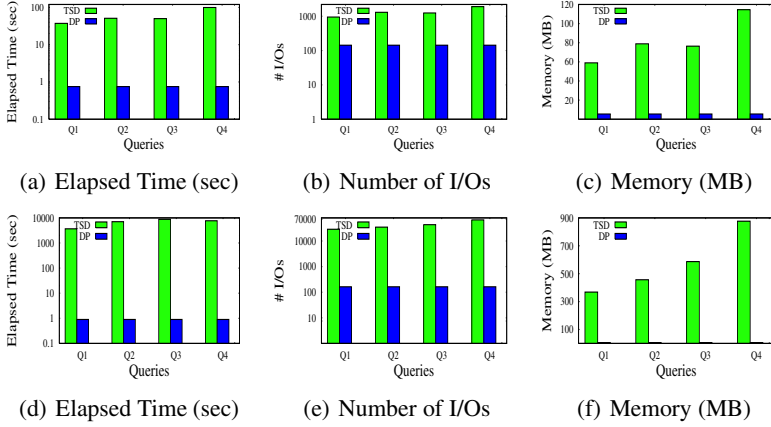 Elapsed Time (sec)
100
10
1
0.1
TSD
DP
Q1 Q2 Q3 Q4
Queries
# I/Os
1000
100
10
1
TSD
DP
Q1 Q2 Q3 Q4
Queries
Memory (MB)
120
100
80
60
40
20
TSD
DP
Q1 Q2 Q3 Q4
Queries
(a) Elapsed Time (sec) (b) Number of I/Os (c) Memory (MB)
Elapsed Time (sec)
10000
1000
100
10
1
0.1
TSD
DP
Q1 Q2 Q3 Q4
Queries
# I/Os
70000
10000
1000
100
10
1
TSD
DP
Q1 Q2 Q3 Q4
Queries
Memory (MB)
900
700
500
300
100
TSD
DP
Q1 Q2 Q3 Q4
Queries
(d) Elapsed Time (sec) (e) Number of I/Os (f) Memory (MB)